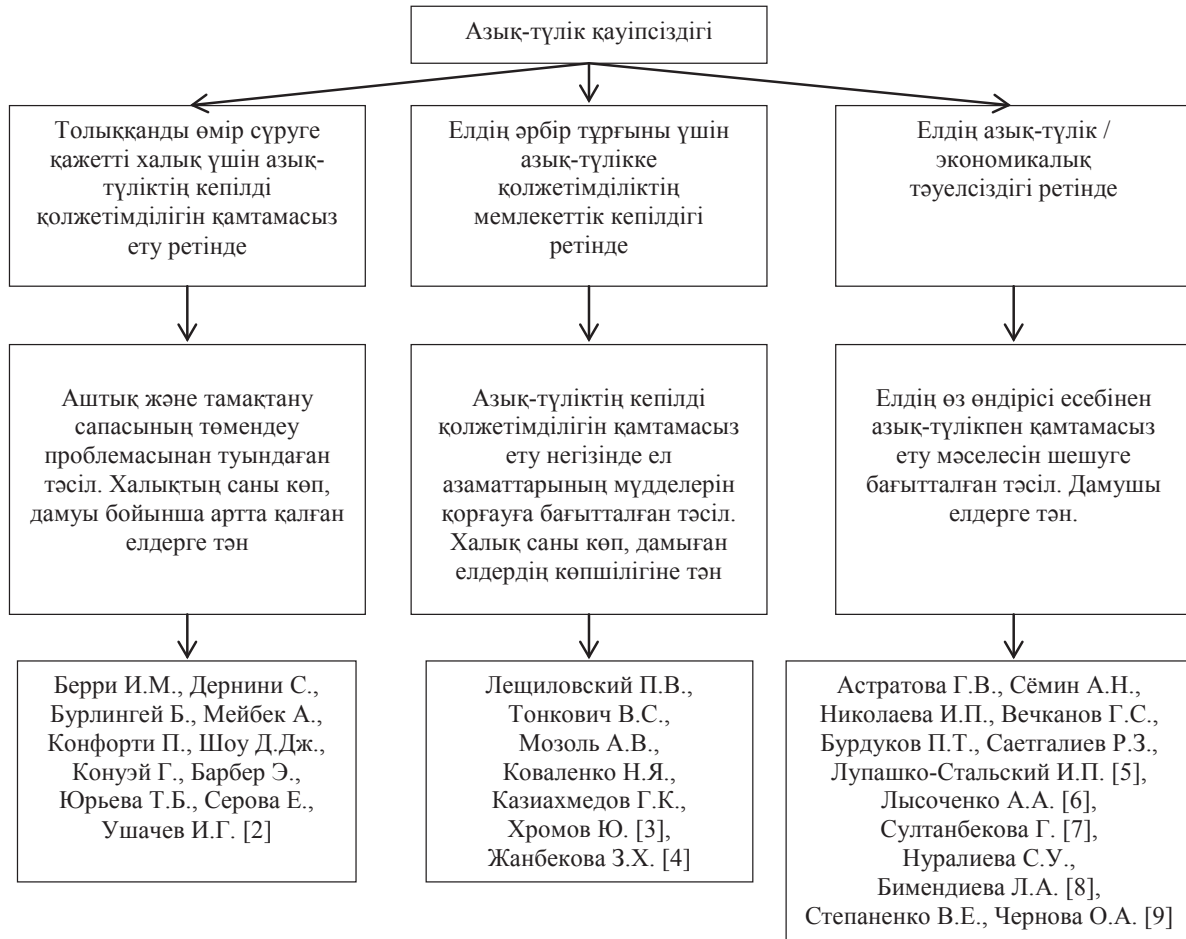 Азық-түлік қауіпсіздігі
Толыққанды өмір сүруге
қажетті халық үшін азық-
түліктің кепілді
қолжетімділігін қамтамасыз
ету ретінде
Елдің әрбір тұрғыны үшін
азық-түлікке
қолжетімділіктің
мемлекеттік кепілдігі
ретінде
Елдің азық-түлік /
экономикалық
тәуелсіздігі ретінде
Аштық және тамақтану
сапасының төмендеу
проблемасынан туындаған
тәсіл. Халықтың саны көп,
дамуы бойынша артта қалған
елдерге тән
Азық-түліктің кепілді
қолжетімділігін қамтамасыз
ету негізінде ел
азаматтарының мүдделерін
қорғауға бағытталған тәсіл.
Халық саны көп, дамыған
елдердің көпшілігіне тән
Елдің өз өндірісі есебінен
азық-түлікпен қамтамасыз
ету мәселесін шешуге
бағытталған тәсіл. Дамушы
елдерге тән.
Берри И.М., Дернини С.,
Бурлингей Б., Мейбек А.,
Конфорти П., Шоу Д.Дж.,
Конуэй Г., Барбер Э.,
Юрьева Т.Б., Серова Е.,
Ушачев И.Г. [2]
Лещиловский П.В.,
Тонкович В.С.,
Мозоль А.В.,
Коваленко Н.Я.,
Казиахмедов Г.К.,
Хромов Ю. [3],
Жанбекова З.Х. [4]
Астратова Г.В., Сёмин А.Н.,
Николаева И.П., Вечканов Г.С.,
Бурдуков П.Т., Саетгалиев Р.З.,
Лупашко-Стальский И.П. [5],
Лысоченко А.А. [6],
Султанбекова Г. [7],
Нуралиева С.У.,
Бимендиева Л.А. [8],
Степаненко В.Е., Чернова О.А. [9]